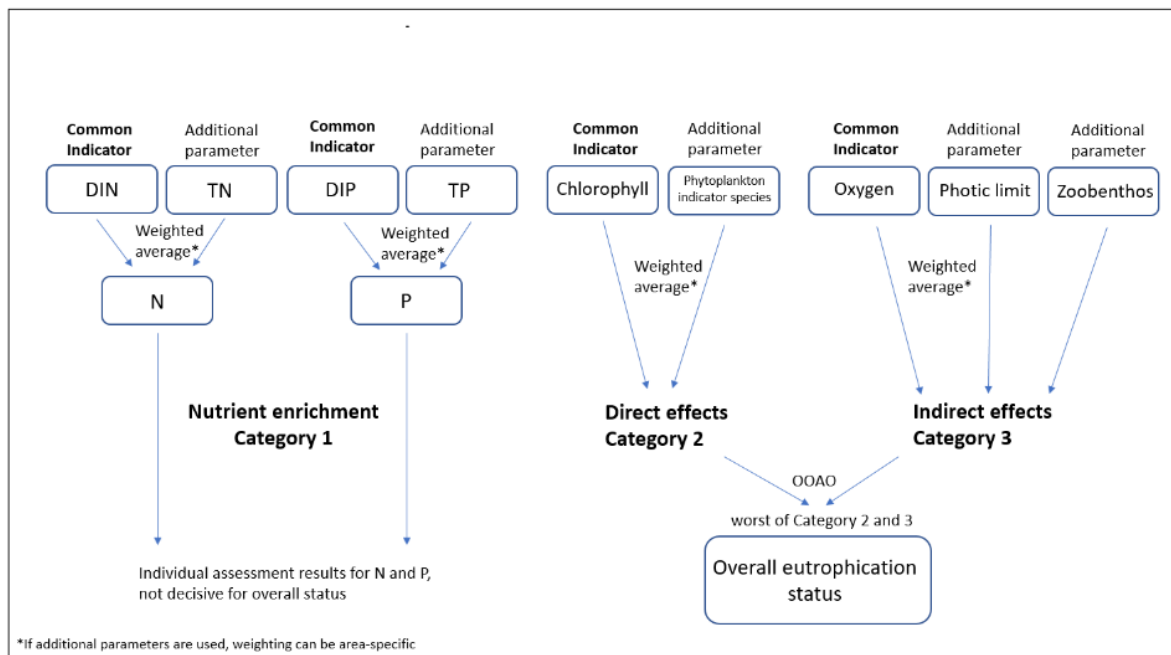 Common
Indicator
Additional
parameter
Common
Indicator
Additional
parameter
Common
Indicator
Additional
parameter
Common
Indicator
Additional
parameter
Additional
parameter
DIN
TN
DIP
TP
Chlorophyll
Phytoplankton
indicator species
Oxygen
Photic limit
Zoobenthos
Weighted
average*
Weighted
average*
Weighted
average*
Weighted
average*
N
P
Nutrient enrichment
Category 1
Direct effects
Category 2
Indirect effects
Category 3
OOAO
worst of Category 2 and 3
Overall eutrophication
status
Individual assessment results for N and P,
not decisive for overall status
*If additional parameters are used, weighting can be area-specific